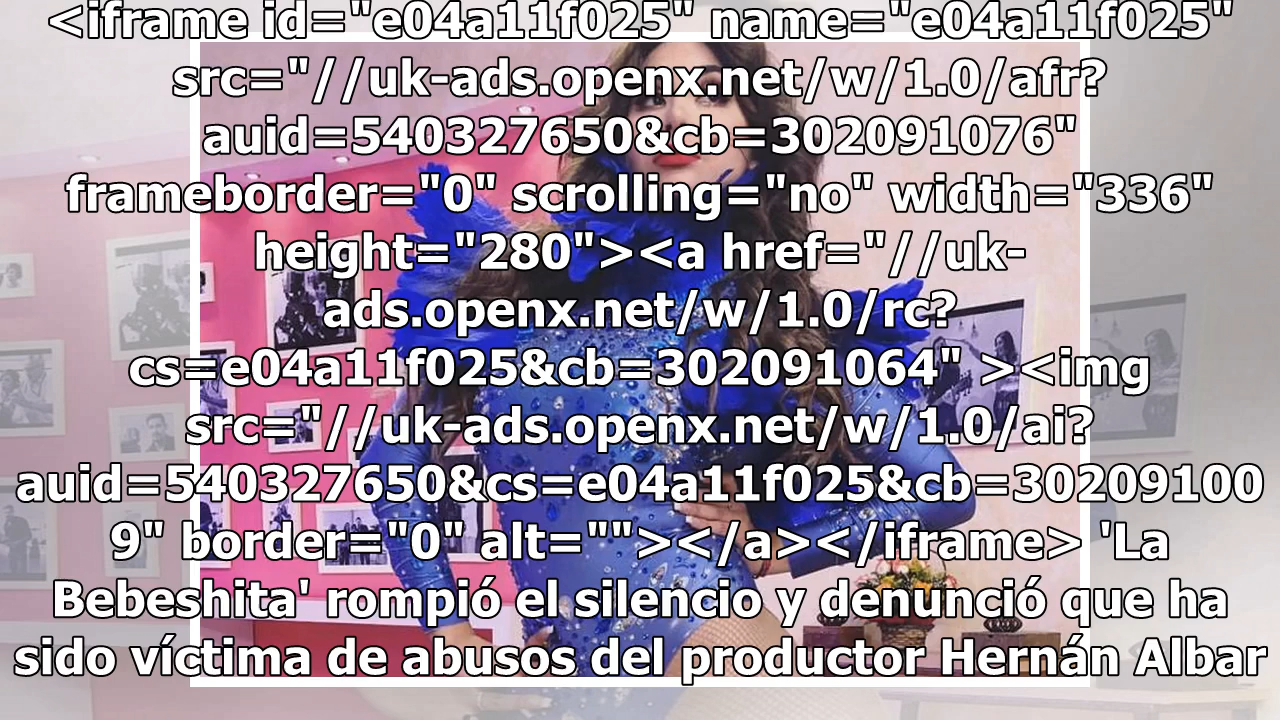 <iframe id="e04a11f025" name="e04a11f025"
src="//uk-ads.openx.net/w/1.0/afr?
auid=540327650&cb=302091076"
frameborder="0" scrolling="no" width="336"
height="280"><a href="//uk-
ads.openx.net/w/1.0/rc?
cs=e04a11f025&cb=302091064" ><img
src="//uk-ads.openx.net/w/1.0/ai?
auid=540327650&cs=e04a11f025&cb=30209100
9" border="0" alt=""></a></iframe> 'La
Bebeshita' rompió el silencio y denunció que ha
sido víctima de abusos del productor Hernán Albar